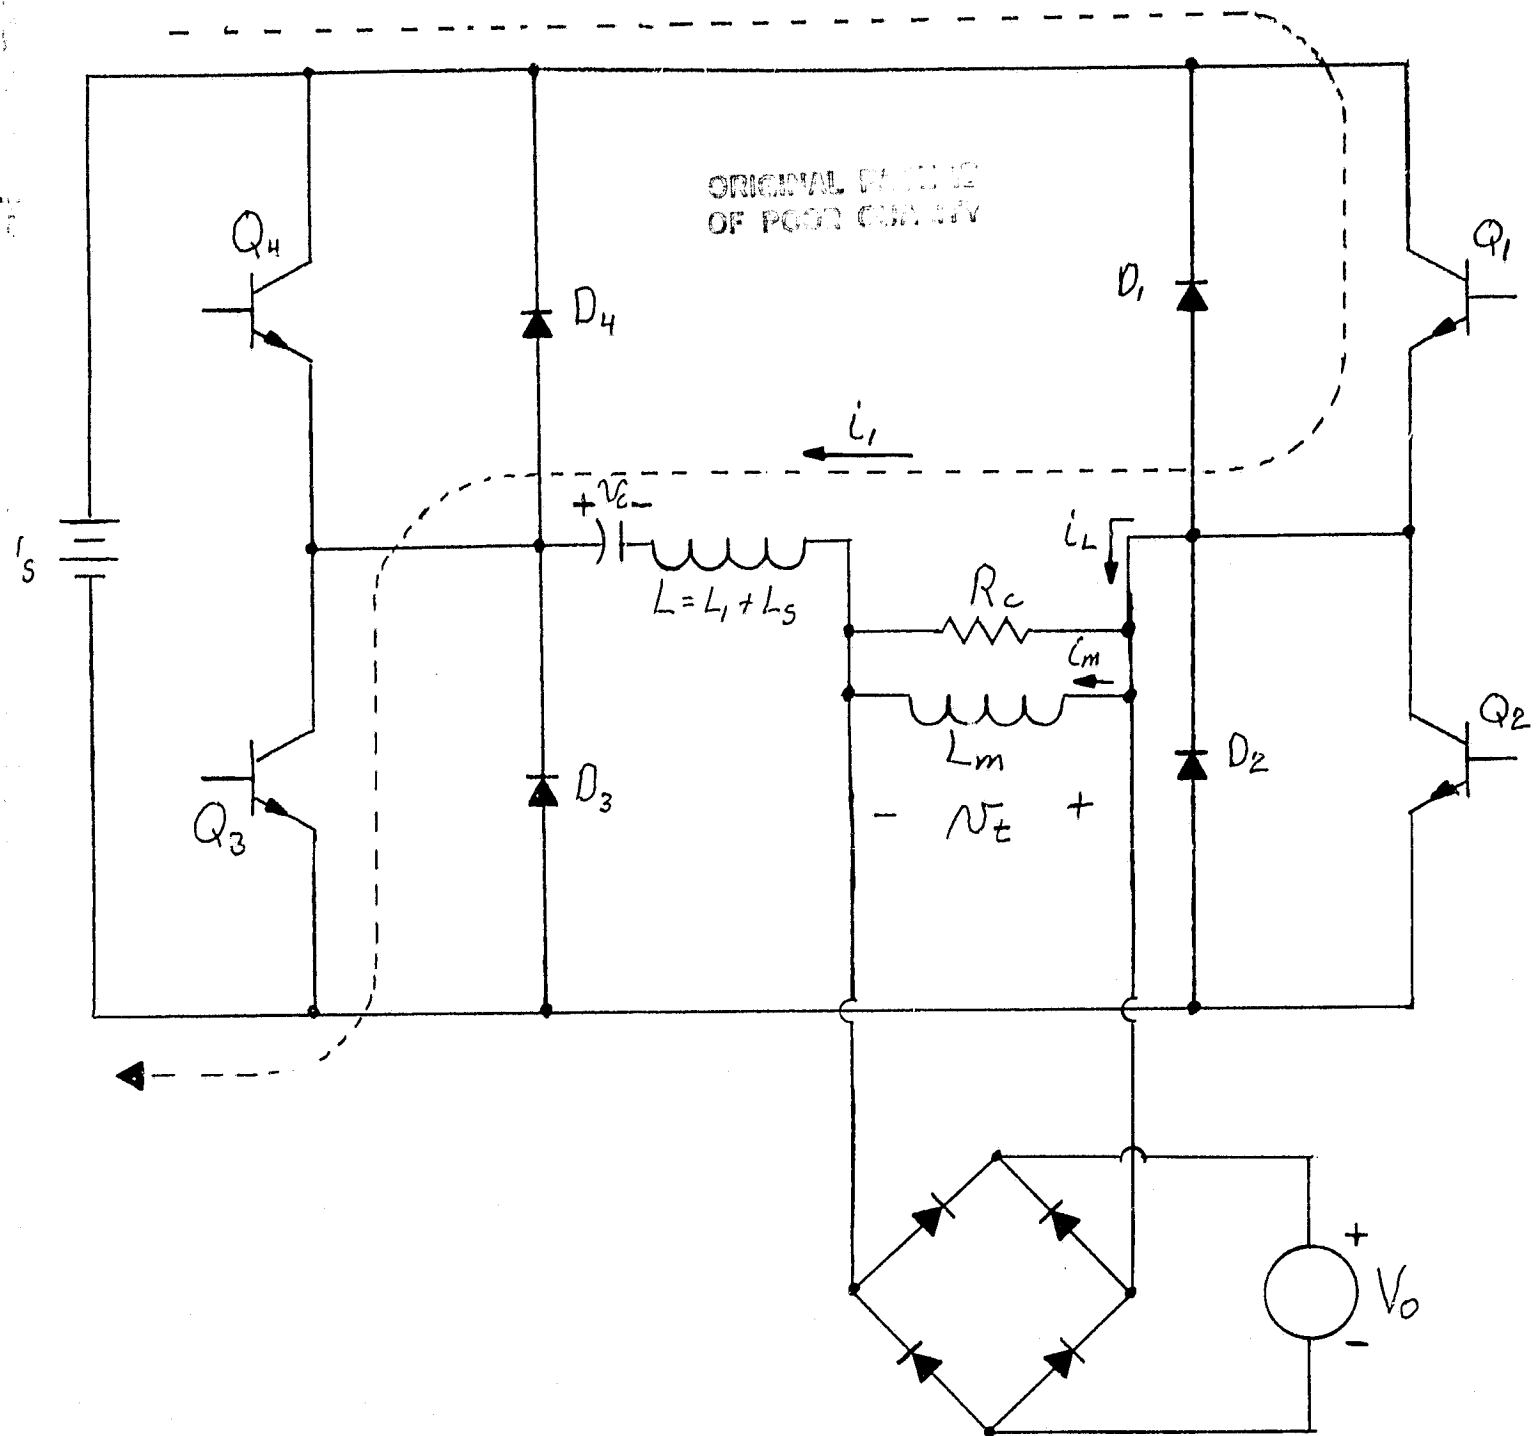 ORIGINAL
OF POOR
Q4
Q1
D4
D1
i1
+ vc -
iL
s
L = L1 + Ls
Rc
im
Lm
Q2
D2
D3
Q3
- vt +
+
Vo
-